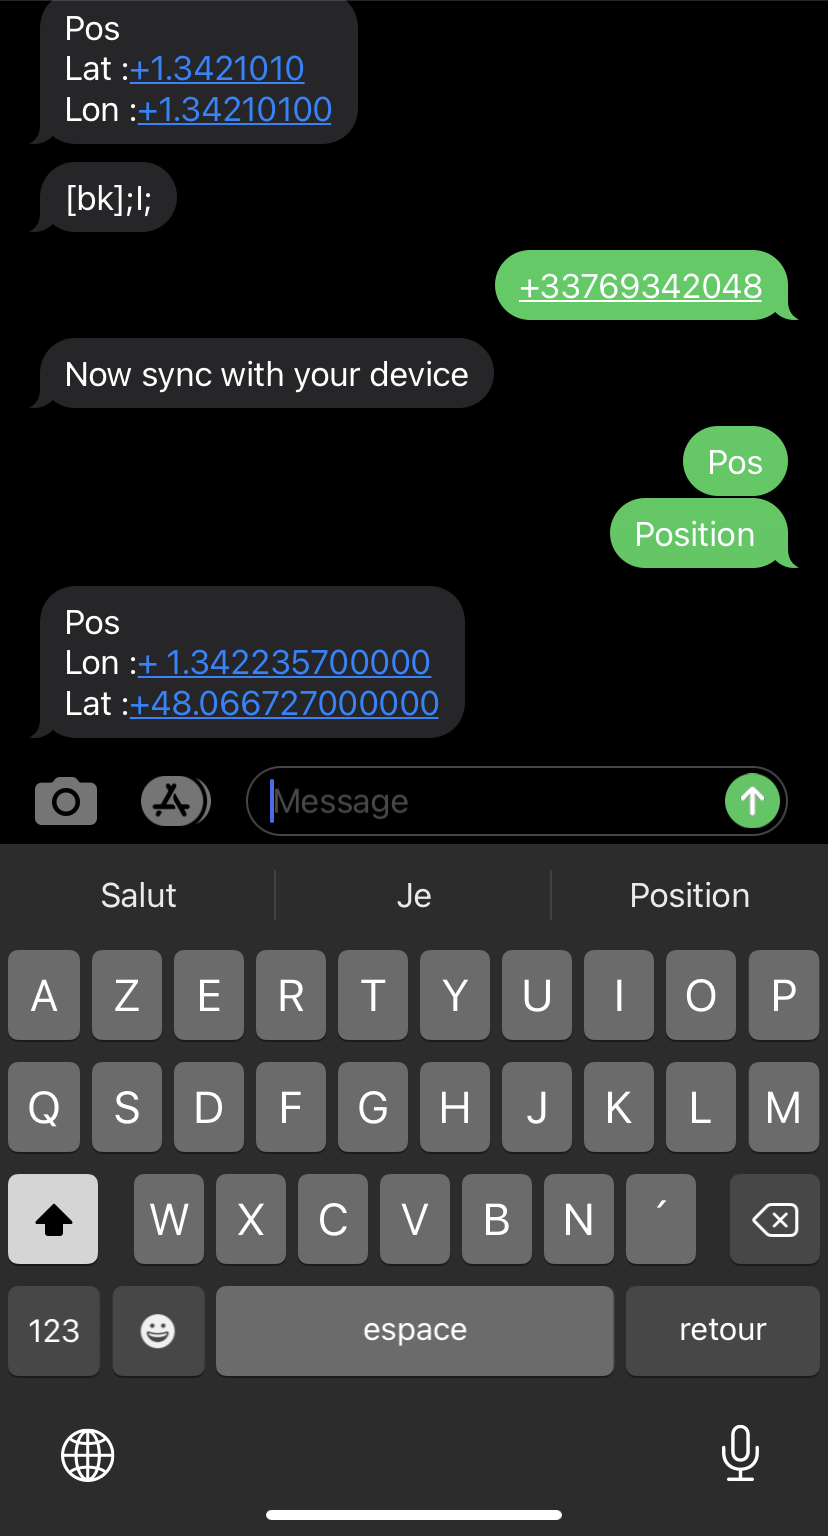 Pos
Lat :+1.3421010
Lon :+1.34210100
[bk];l;
+33769342048
Now sync with your device
Pos
Position
Pos
Lon :+ 1.342235700000
Lat :+48.066727000000
Message
Salut
Je
Position
A Z E R T Y U I O P
Q S D F G H J K L M
W X C V B N ´
123
espace
retour